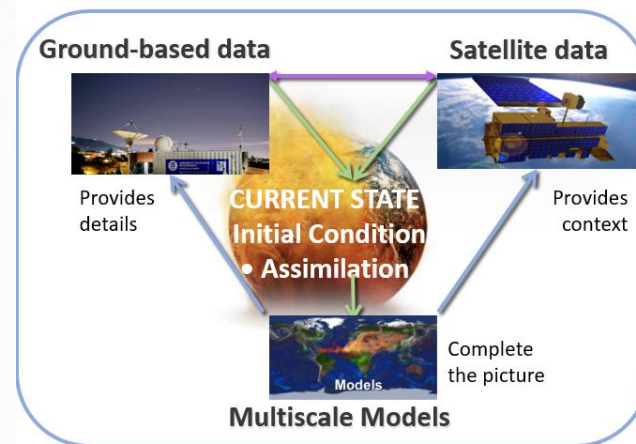 Ground-based data
Satellite data
Provides
details
Provides
context
CURRENT STATE
Initial Condition
• Assimilation
Models
Complete
the picture
Multiscale Models